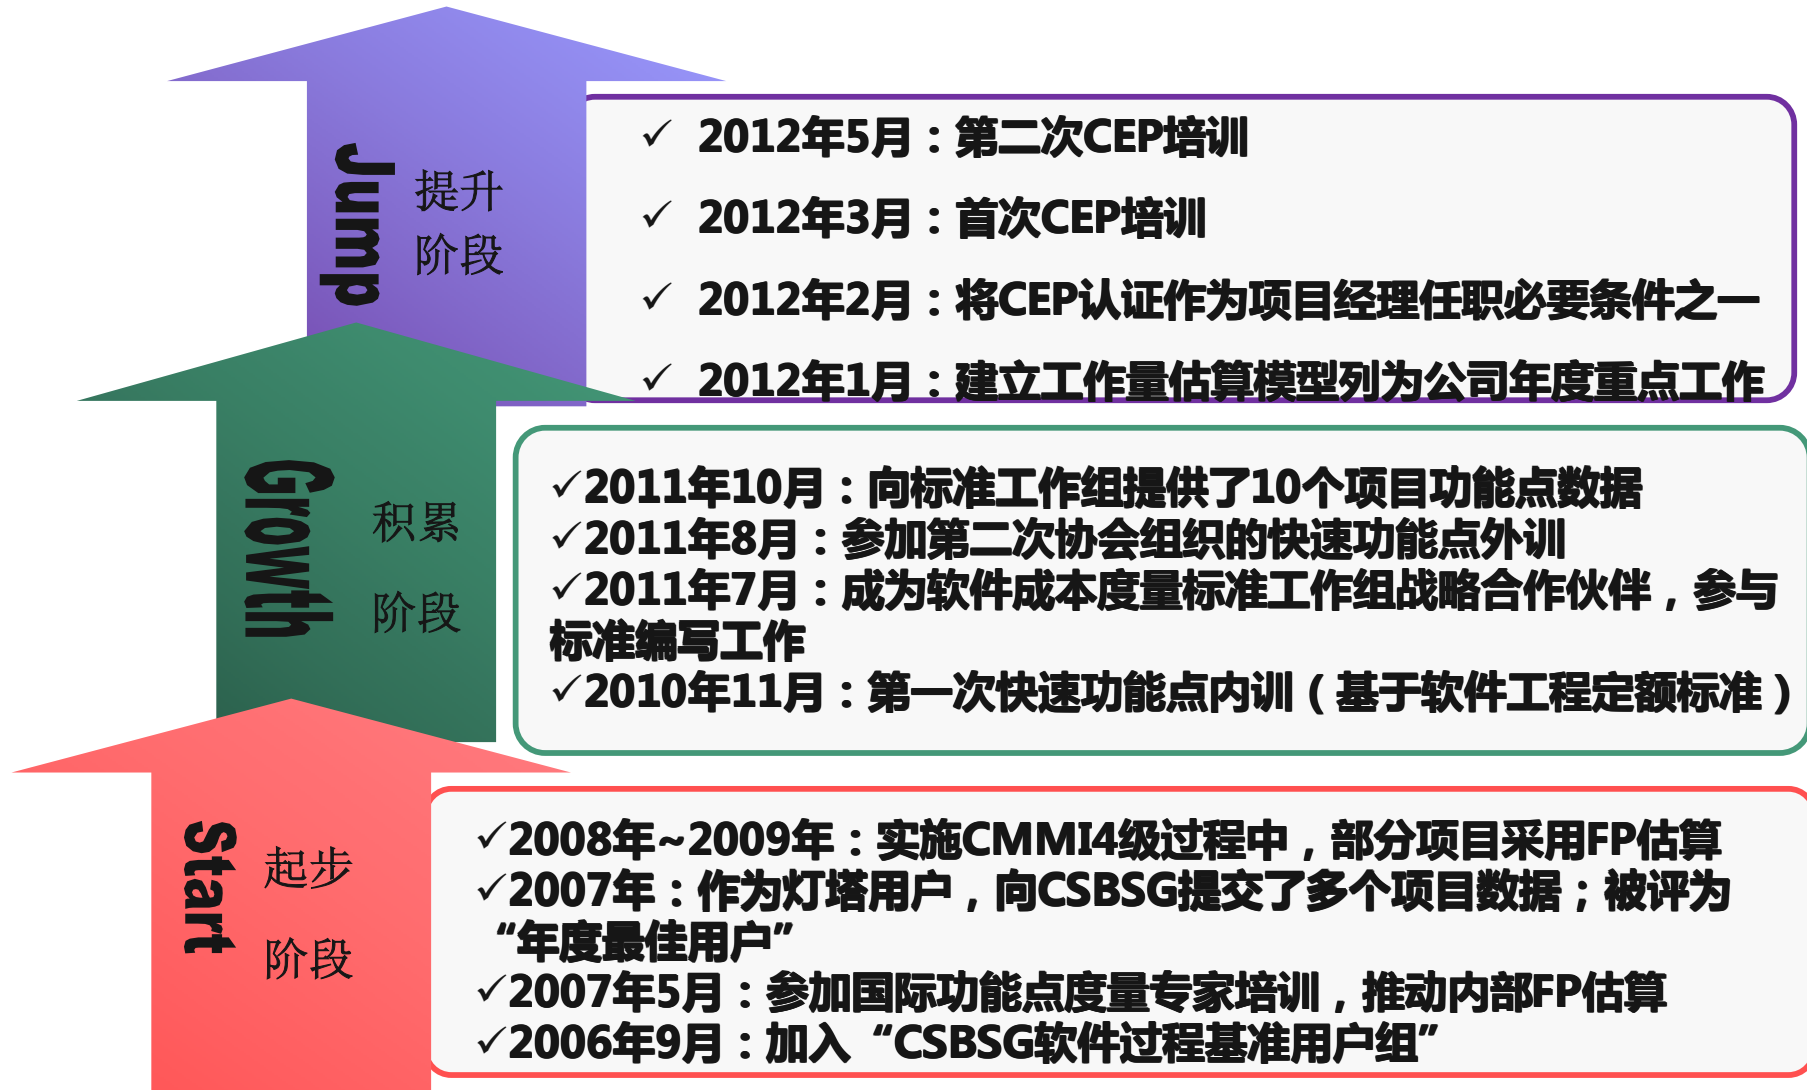 Jump
提升
阶段
✓ 2012年5月：第二次CEP培训
✓ 2012年3月：首次CEP培训
✓ 2012年2月：将CEP认证作为项目经理任职必要条件之一
✓ 2012年1月：建立工作量估算模型列为公司年度重点工作
Growth
积累
阶段
✓2011年10月：向标准工作组提供了10个项目功能点数据
✓2011年8月：参加第二次协会组织的快速功能点外训
✓2011年7月：成为软件成本度量标准工作组战略合作伙伴，参与
标准编写工作
✓2010年11月：第一次快速功能点内训（基于软件工程定额标准）
Start
起步
阶段
✓2008年~2009年：实施CMMI4级过程中，部分项目采用FP估算
✓2007年：作为灯塔用户，向CSBSG提交了多个项目数据；被评为
“年度最佳用户”
✓2007年5月：参加国际功能点度量专家培训，推动内部FP估算
✓2006年9月：加入“CSBSG软件过程基准用户组”